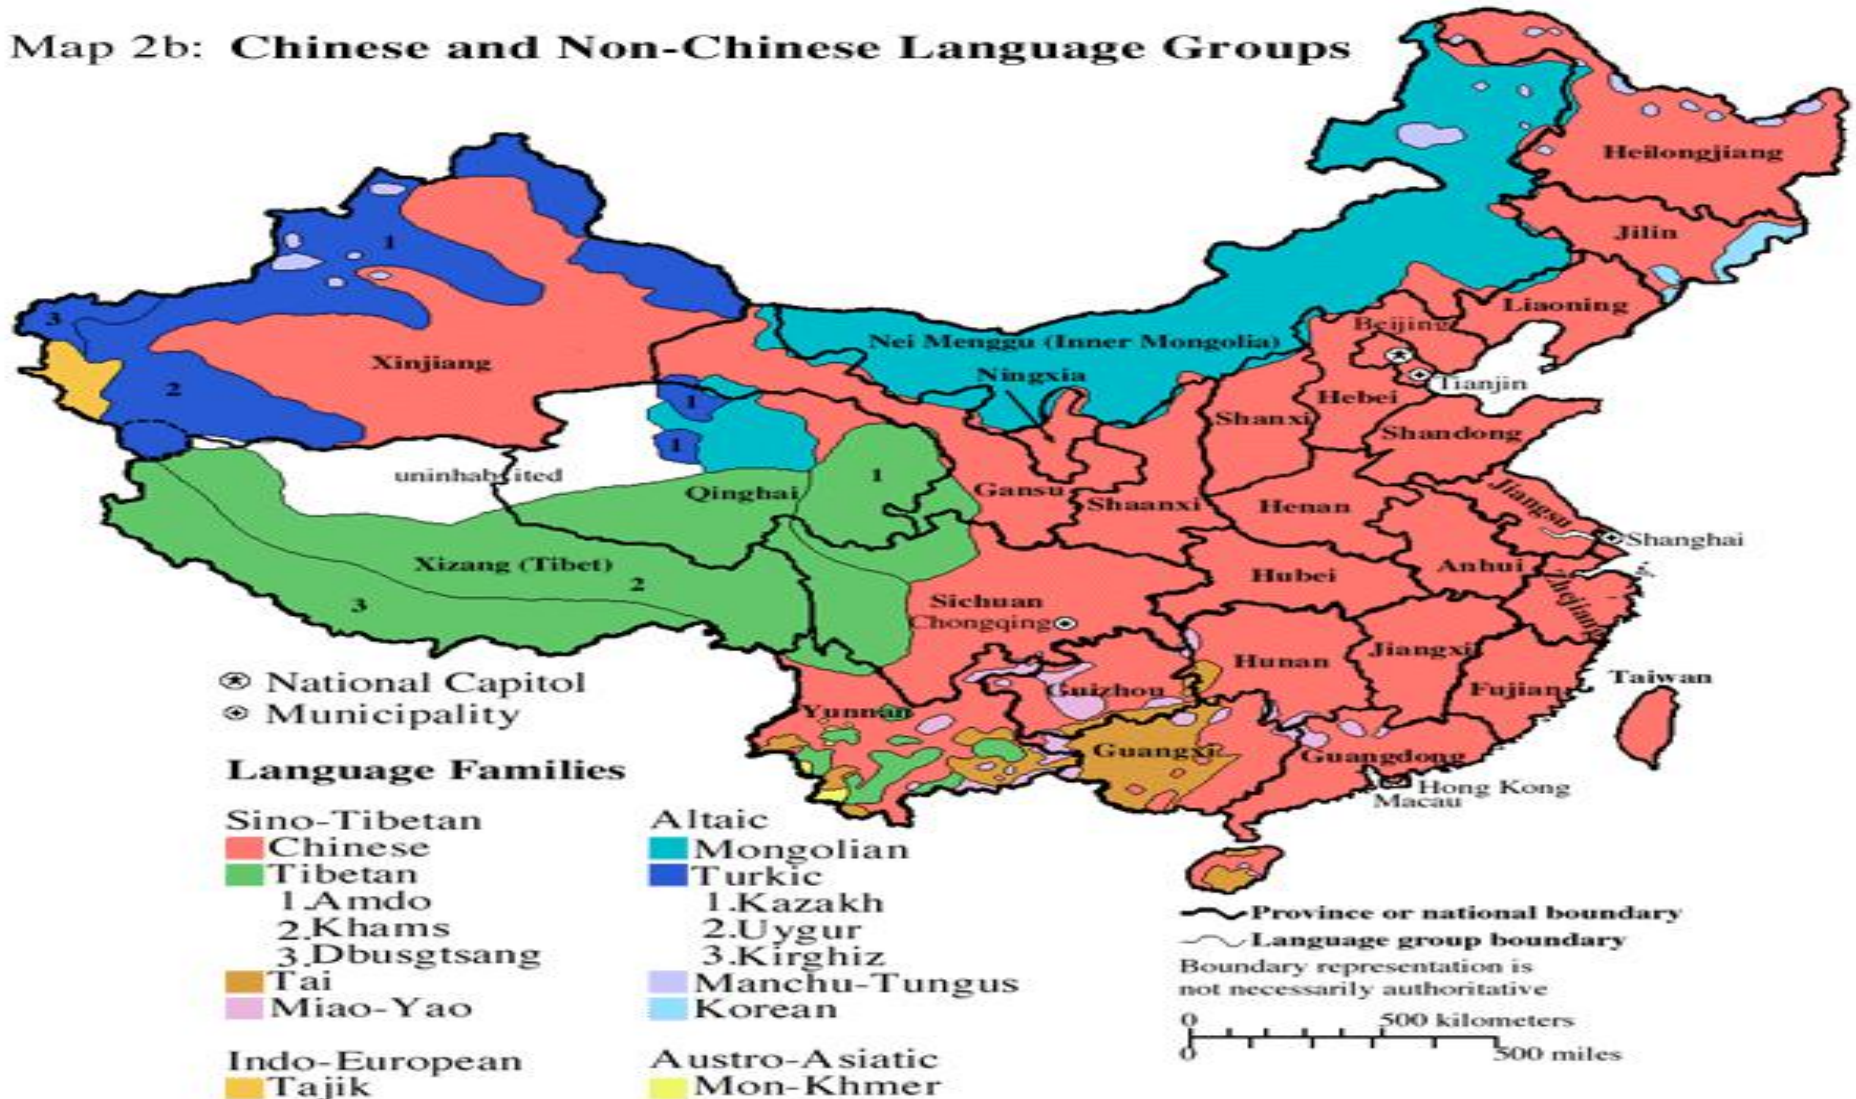 Map 2b: Chinese and Non-Chinese Language Groups
Heilongjiang
Jilin
Liaoning
1
3
Xinjiang
2
Nei Menggu (Inner Mongolia)
Ningxia
Beijing
Tianjin
Hebei
Shanxi
Shandong
1
1
uninhabited
Qinghai
1
Gansu
Shaanxi
Henan
Jiangsu
Shanghai
Xizang (Tibet)
2
3
Hubei
Anhui
Zhejiang
Sichuan
Chongqing
Hunan
Jiangxi
Fujian
Taiwan
Guizhou
Yunnan
Guangxi
Guangdong
Hong Kong
Macau
National Capitol
Municipality
Language Families
Sino-Tibetan
Chinese
Tibetan
1.Amdo
2.Khams
3.Dbusgtsang
Tai
Miao-Yao
Indo-European
Tajik
Altaic
Mongolian
Turkic
1.Kazakh
2.Uygur
3.Kirghiz
Manchu-Tungus
Korean
Austro-Asiatic
Mon-Khmer
Province or national boundary
Language group boundary
Boundary representation is
not necessarily authoritative
0 500 kilometers
0 500 miles